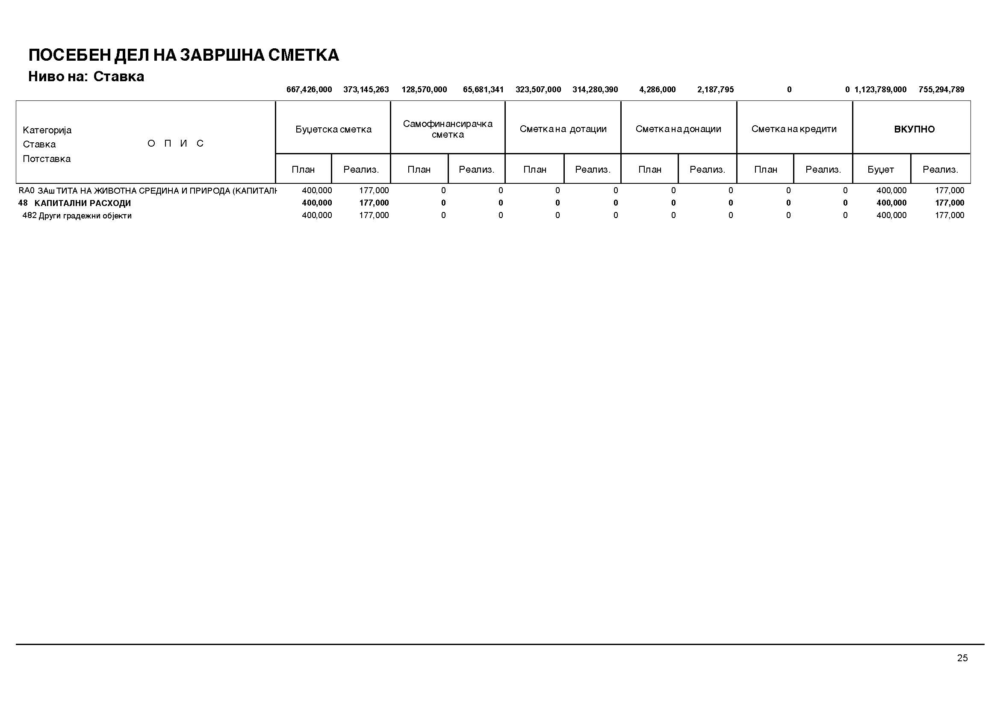 ПОСЕБЕН ДЕЛ НА ЗАВРШНА СМЕТКА
Ниво на: Ставка
667,426,000 373,145,263 128,570,000 65,681,341 323,507,000 314,280,390 4,286,000 2,187,795 0 0 1,123,789,000 755,294,789
Категорија
Ставка
Потставка
О П И С
Буџетска сметка
Самофинансирачка
сметка
Сметка на дотации
Сметка на донации
Сметка на кредити
ВКУПНО
План Реализ. План Реализ. План Реализ. План Реализ. План Реализ. Буџет Реализ.
RA0 ЗАшТИТА НА ЖИВОТНА СРЕДИНА И ПРИРОДА (КАПИТАЛН 400,000 177,000 0 0 0 0 0 0 0 0 400,000 177,000
48 КАПИТАЛНИ РАСХОДИ 400,000 177,000 0 0 0 0 0 0 0 0 400,000 177,000
482 Други градежни објекти 400,000 177,000 0 0 0 0 0 0 0 0 400,000 177,000
25